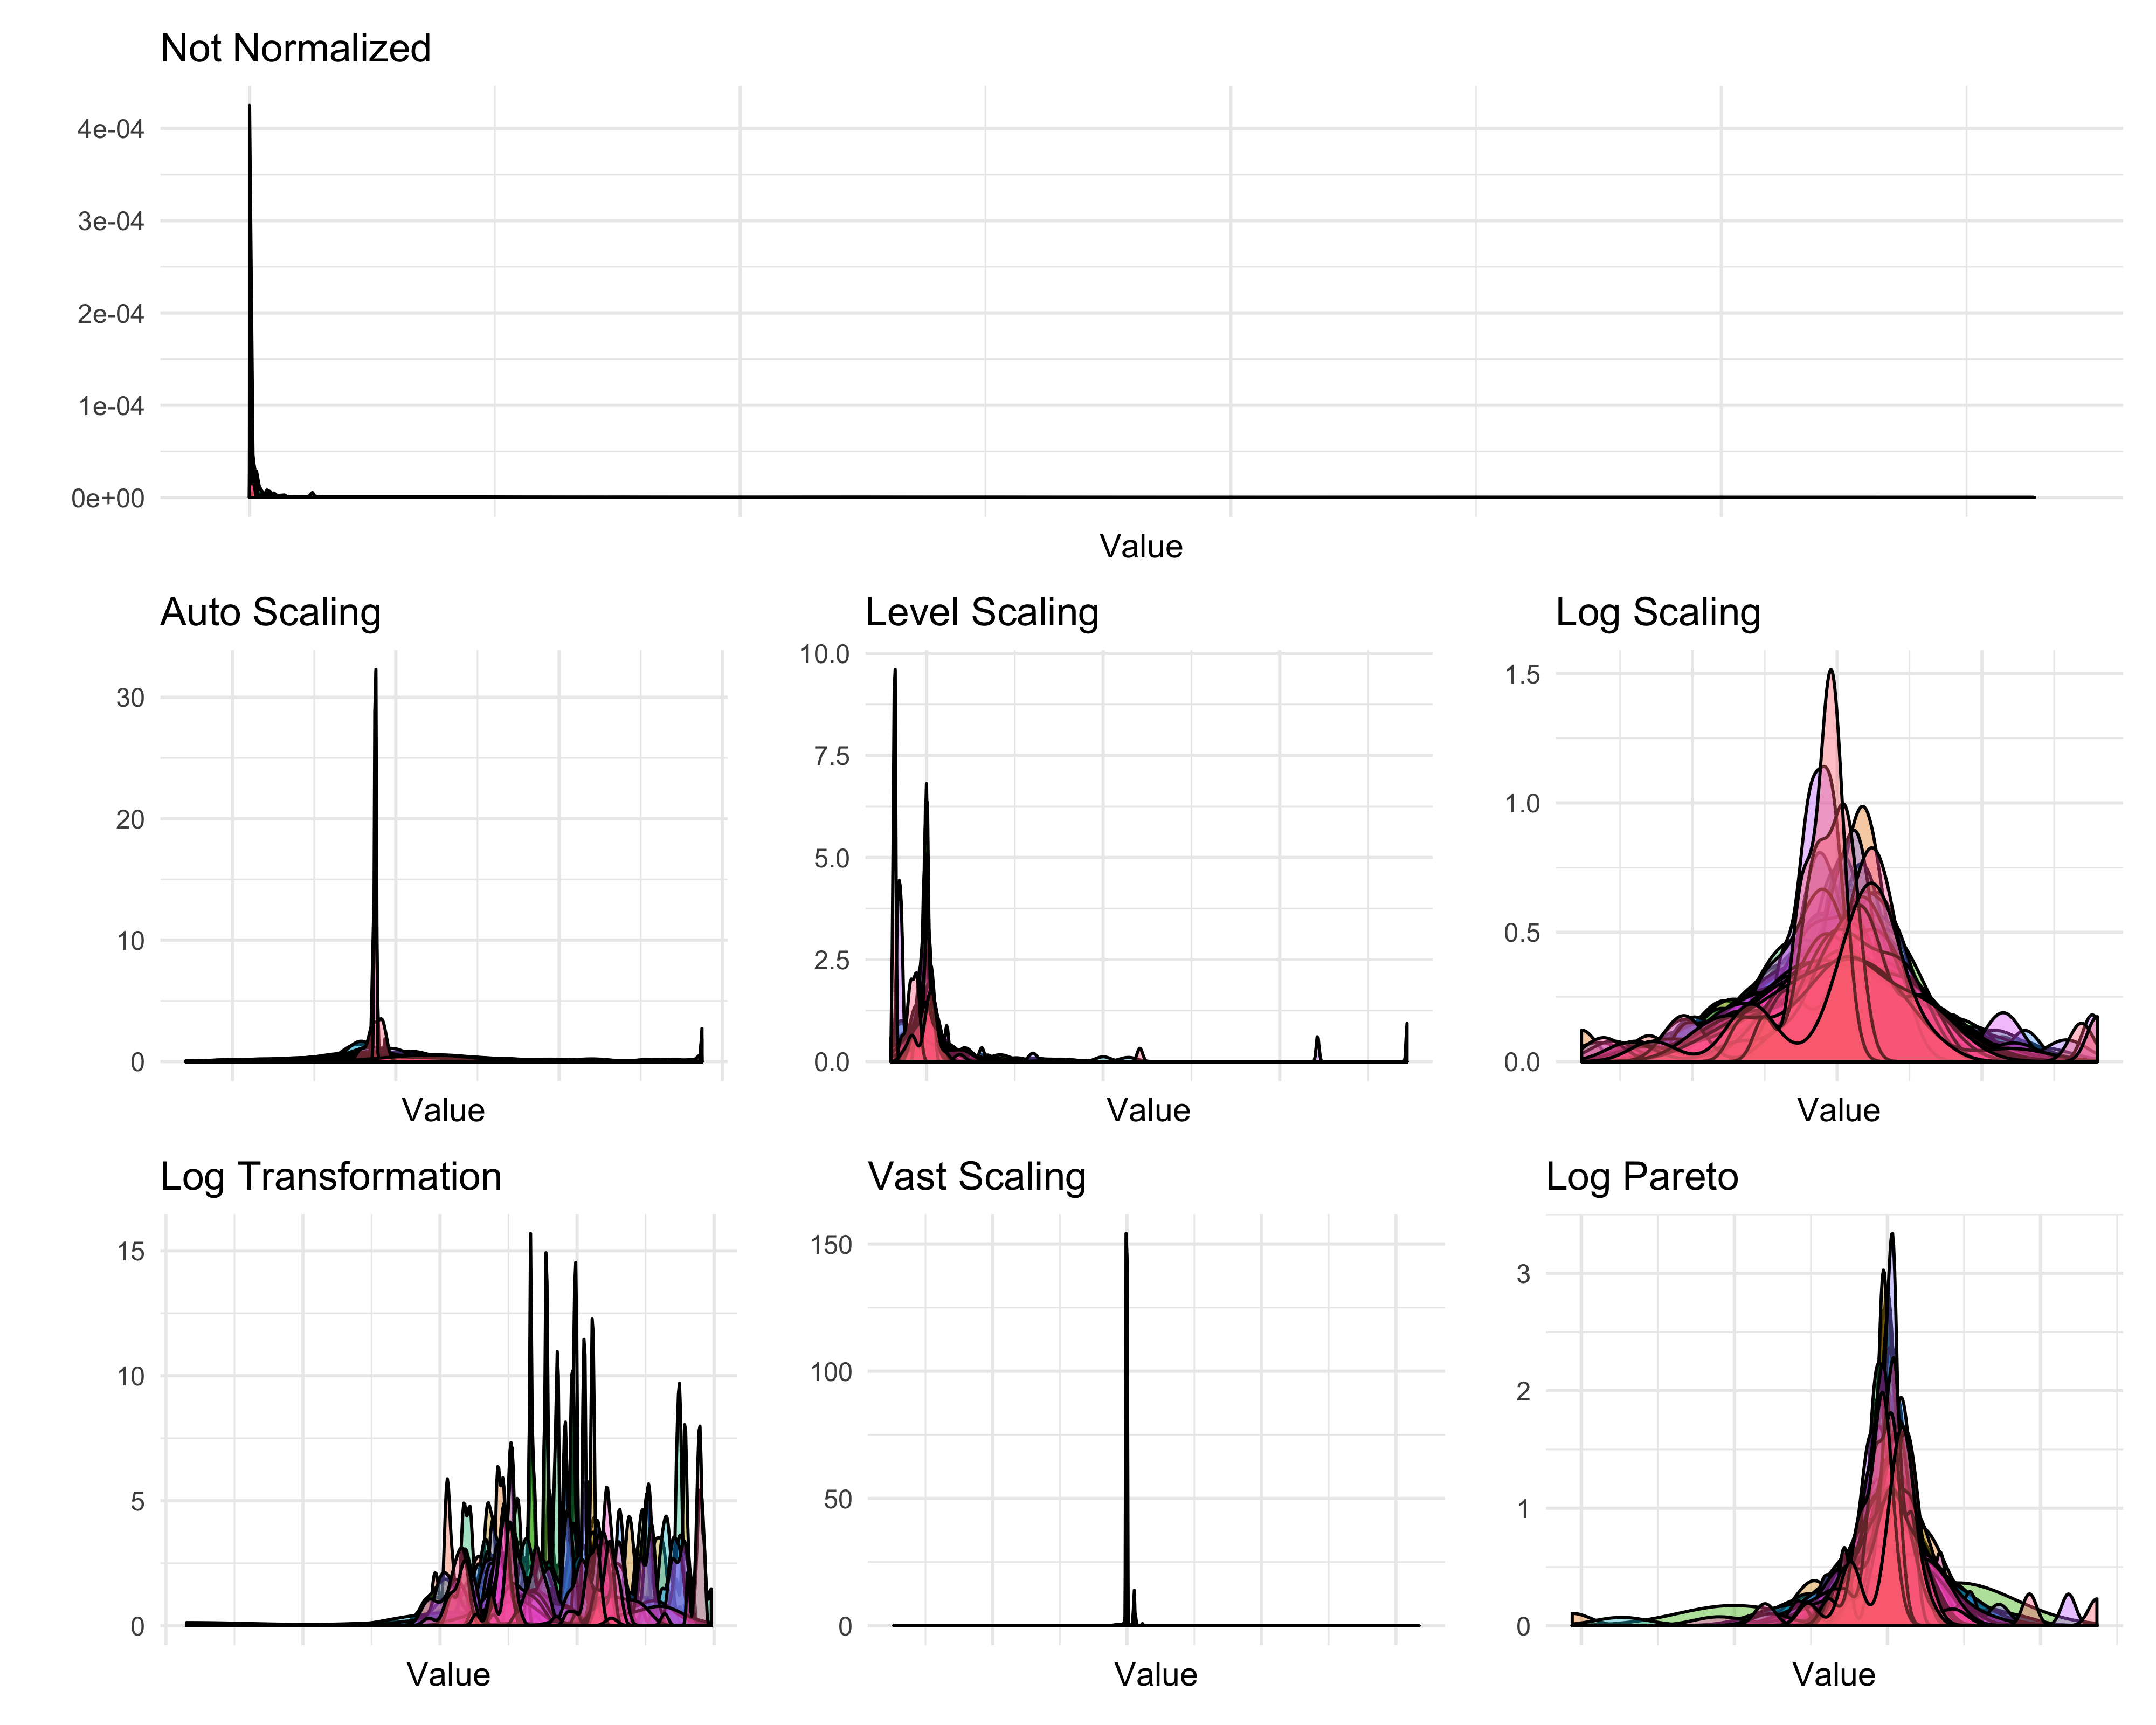 Not Normalized
4e-04
3e-04
2e-04
1e-04
0e+00
Value
Auto Scaling
30
20
10
0
Value
Level Scaling
10.0
7.5
5.0
2.5
0.0
Value
Log Scaling
1.5
1.0
0.5
0.0
Value
Log Transformation
15
10
5
0
Value
Vast Scaling
150
100
50
0
Value
Log Pareto
3
2
1
0
Value